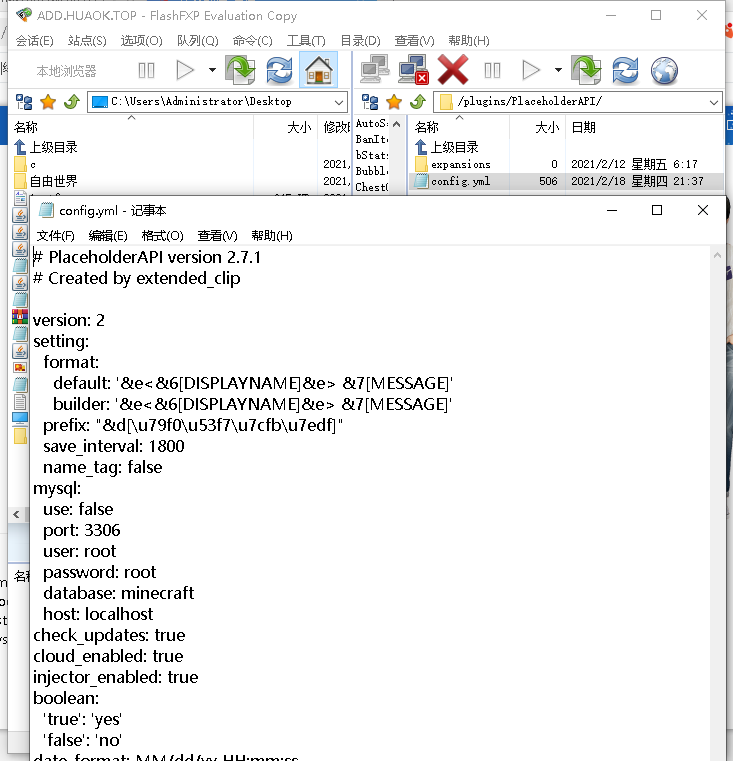 ADD.HUAOK.TOP - FlashFXP Evaluation Copy
会话(E) 站点(S) 选项(O) 队列(Q) 命令(C) 工具(T) 目录(D) 查看(V) 帮助(H)
本地浏览器
C:\Users\Administrator\Desktop
/plugins/PlaceholderAPI/
名称 大小 修改
上级目录
c 2021,
自由世界 2021,
BanIt
bStat
Bubbl
Chest
名称 大小 日期
上级目录
expansions 0 2021/2/12 星期五 6:17
config.yml 506 2021/2/18 星期四 21:37
config.yml - 记事本
文件(F) 编辑(E) 格式(O) 查看(V) 帮助(H)
# PlaceholderAPI version 2.7.1
# Created by extended_clip
version: 2
setting:
format:
default: '&e<&6[DISPLAYNAME]&e> &7[MESSAGE]'
builder: '&e<&6[DISPLAYNAME]&e> &7[MESSAGE]'
prefix: "&d[\u79f0\u53f7\u7cfb\u7edf]"
save_interval: 1800
name_tag: false
mysql:
use: false
port: 3306
user: root
password: root
database: minecraft
host: localhost
check_updates: true
cloud_enabled: true
injector_enabled: true
boolean:
'true': 'yes'
'false': 'no'
date_format: MM/dd/yy HH:mm:ss